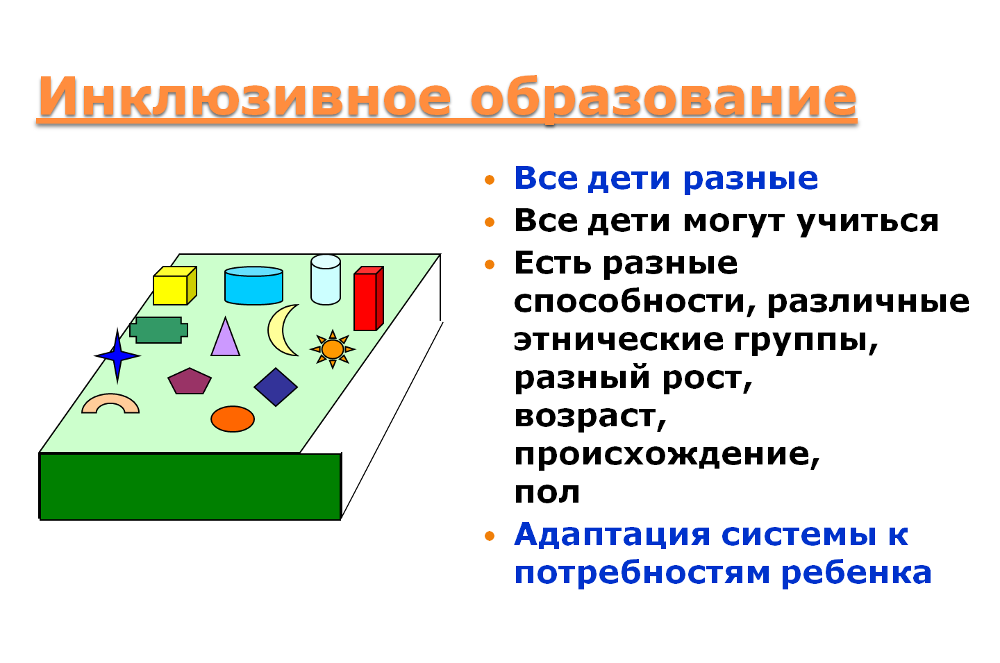 Инклюзивное образование
Все дети разные
Все дети могут учиться
Есть разные
способности, различные
этнические группы,
разный рост,
возраст,
происхождение,
пол
Адаптация системы к
потребностям ребенка